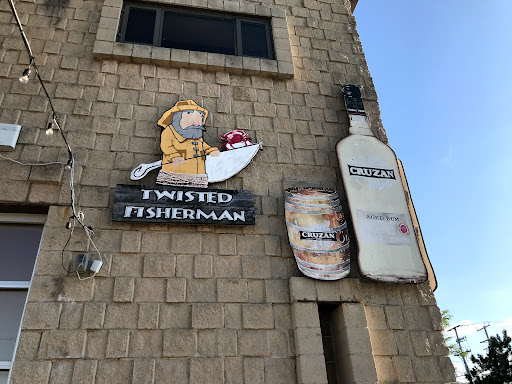 TWISTED
FISHERMAN
CRUZAN
CRUZAN
AGED RUM